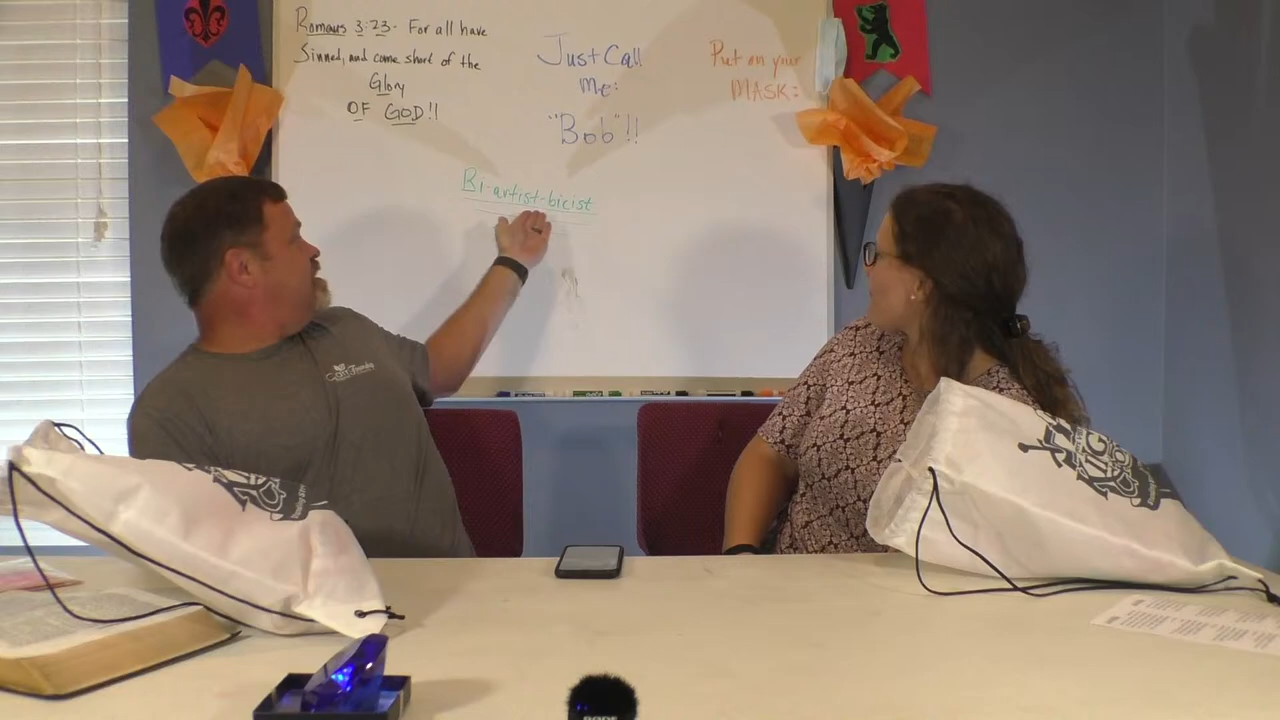 Romans 3:23- For all have
Sinned, and come short of the
Glory
OF GOD!!
Just Call
Me:
"Bob"!!
Put on your
MASK:
Bi-artist-bicist